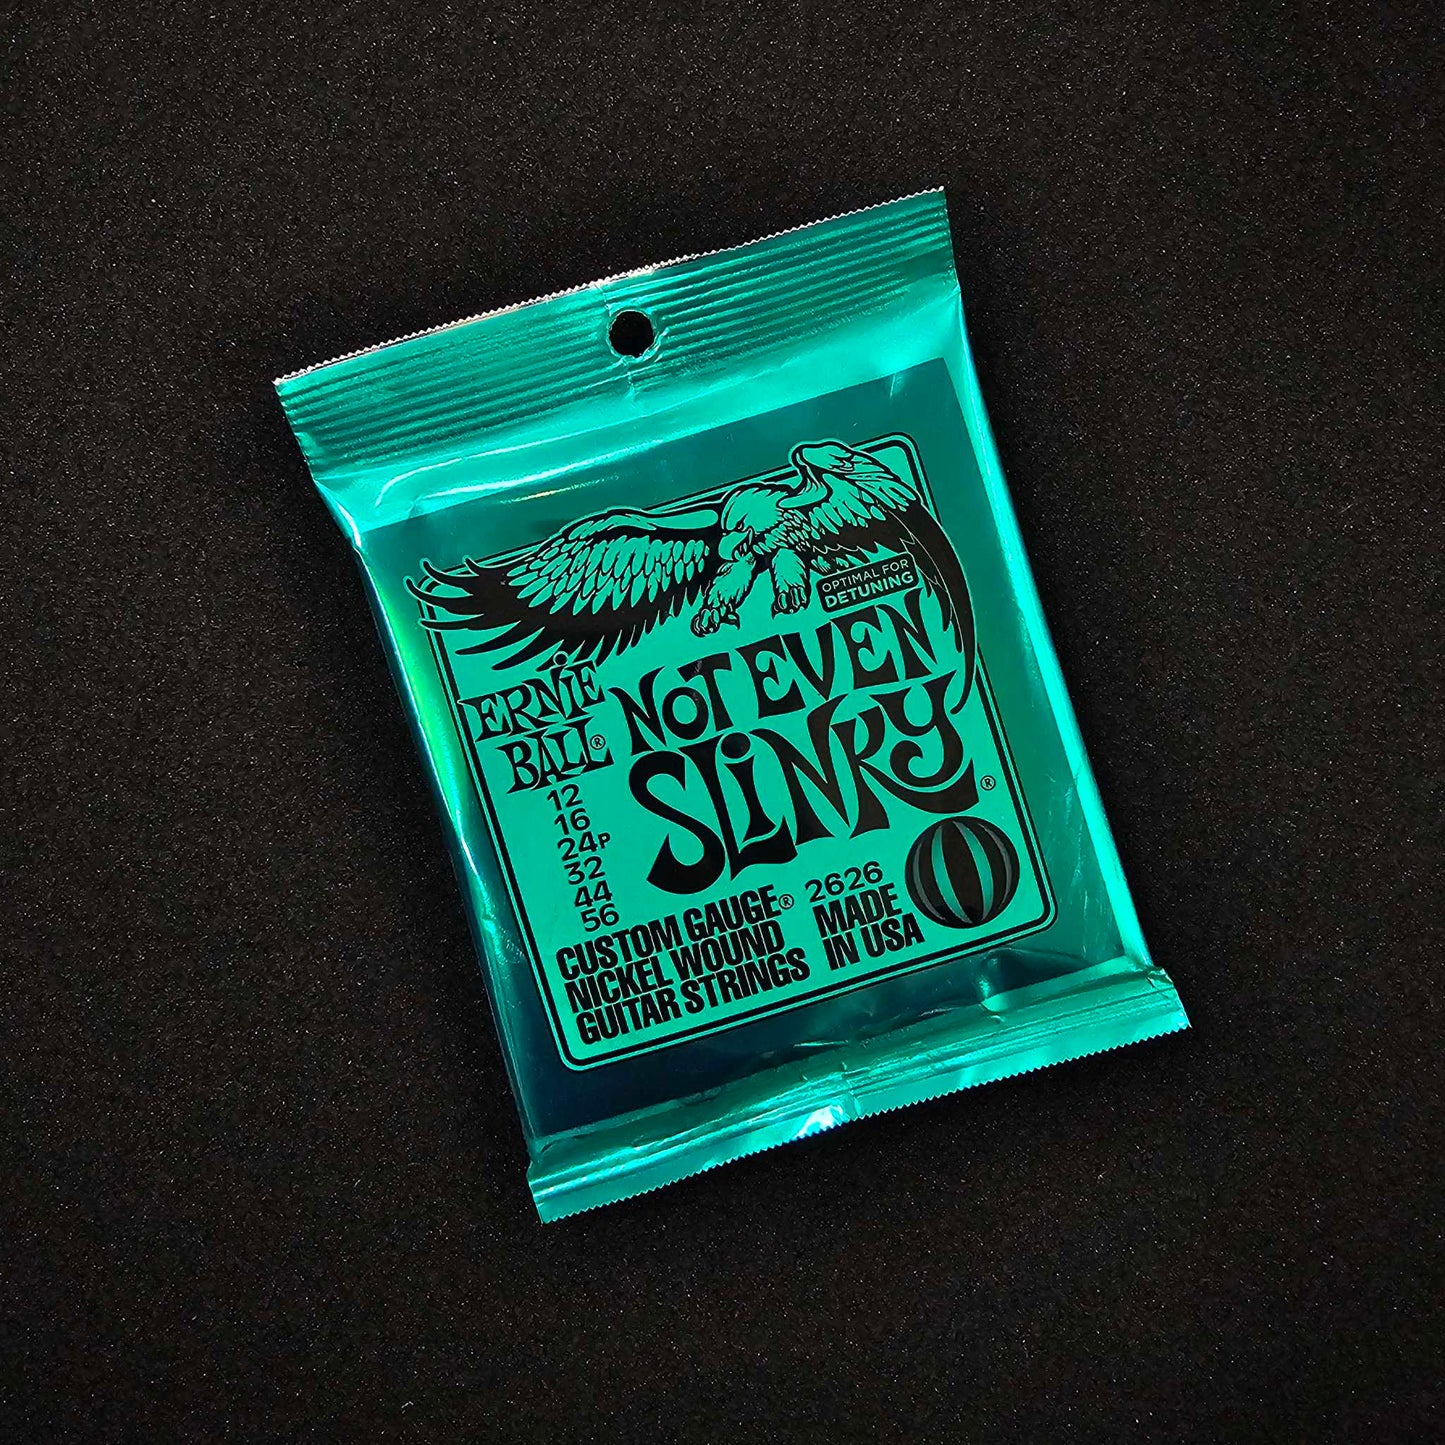 OPTIMAL FOR
DETUNING
ERNIE
BALL®
NOT EVEN
SLINKY®
12
16
24P
32
44
56
CUSTOM GAUGE®
NICKEL WOUND
GUITAR STRINGS
2626
MADE
IN USA